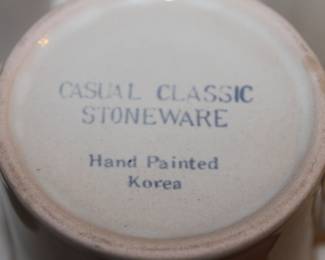 CASUAL CLASSIC
STONEWARE
Hand Painted
Korea